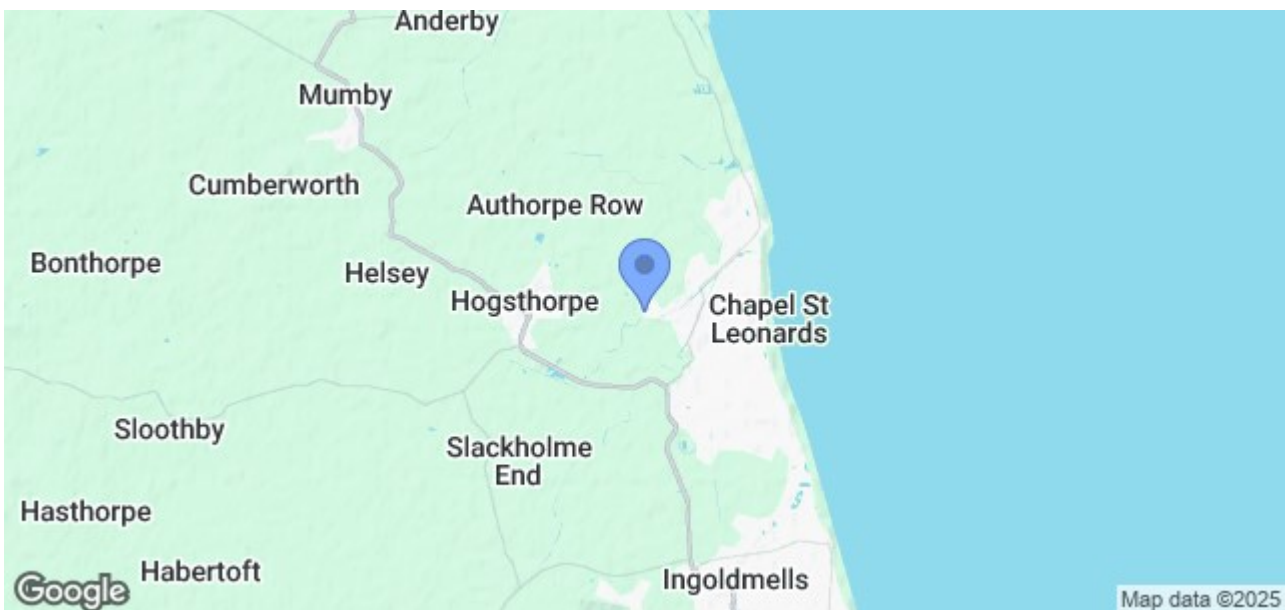 Anderby
Mumby
Cumberworth
Authorpe Row
Bonthorpe
Helsey
Hogsthorpe
Chapel St
Leonards
Sloothby
Slackholme
End
Hasthorpe
Habertoft
Ingoldmells
Google
Map data ©2025